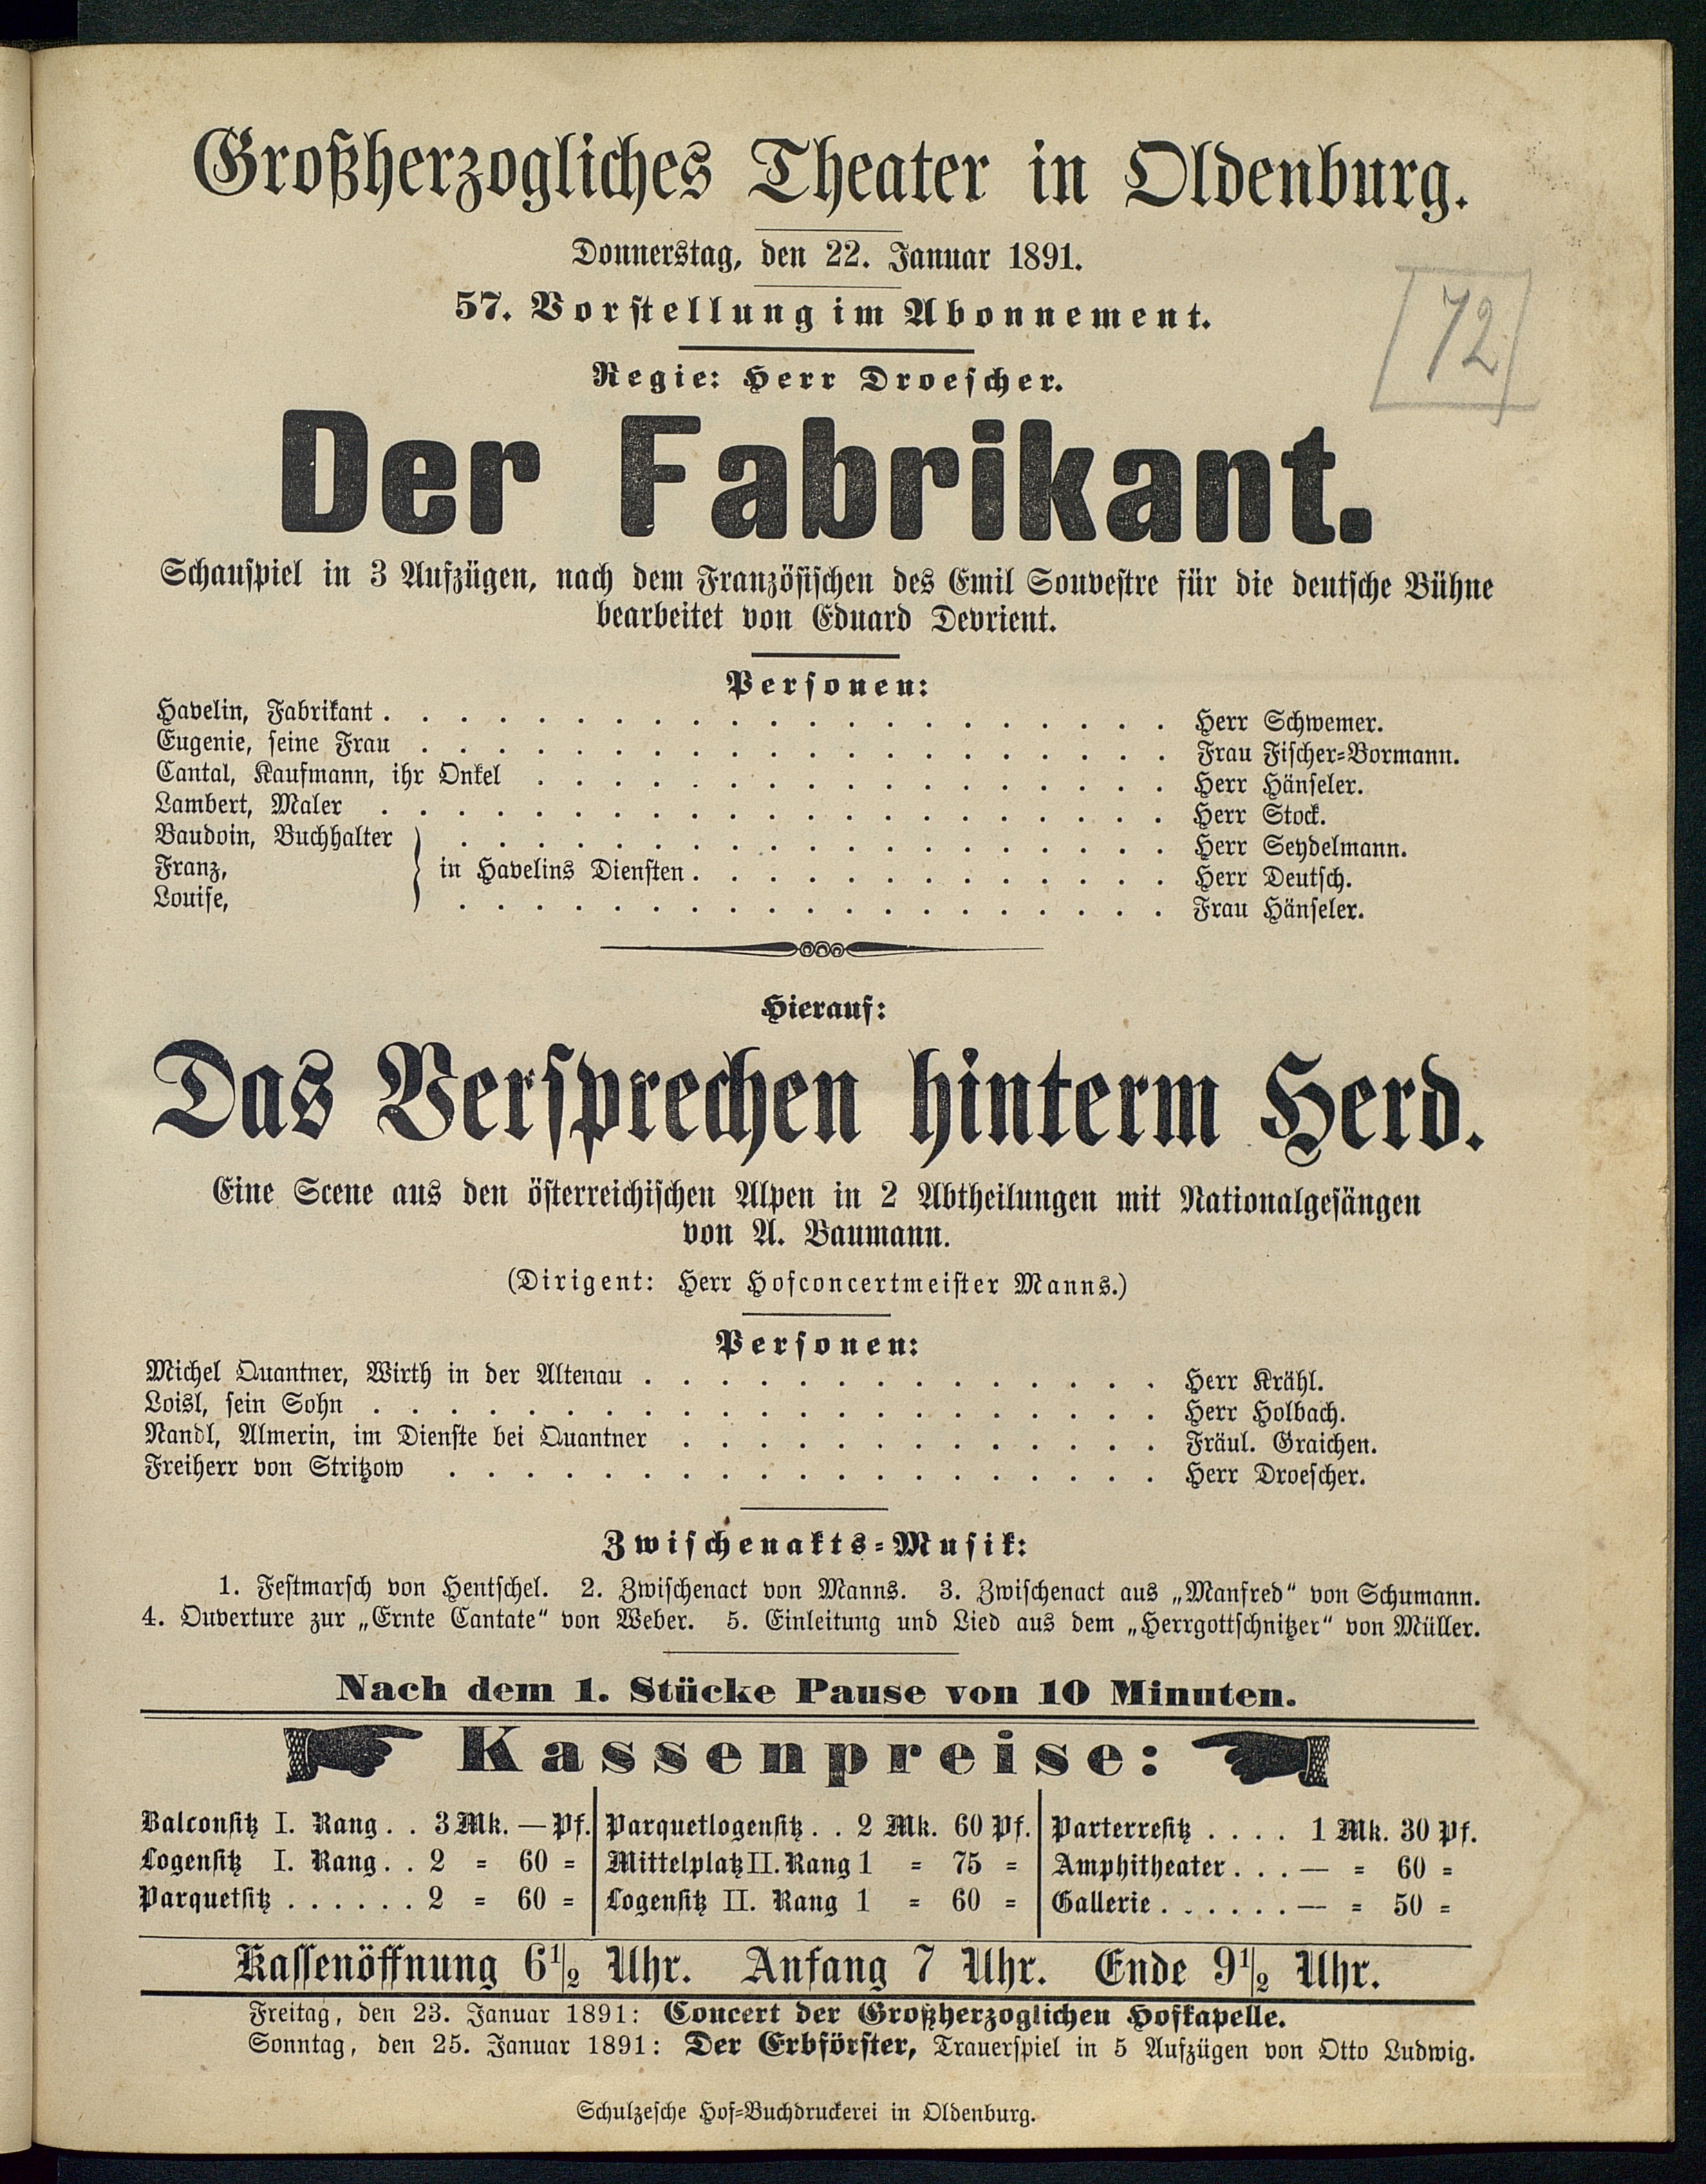 Großherzogliches Theater in Oldenburg.
Donnerstag, den 22. Januar 1891.
57. Vorstellung im Abonnement.
72
Regie: Herr Droescher.
Der Fabrikant.
Schauspiel in 3 Aufzügen, nach dem Französischen des Emil Souvestre für die deutsche Bühne
bearbeitet von Eduard Devrient.
Personen:
Havelin, Fabrikant . . . . . . . . . . Herr Schwemer.
Eugenie, seine Frau . . . . . . . . . . Frau Fischer-Bormann.
Cantal, Kaufmann, ihr Onkel . . . . . . . . . . Herr Hänseler.
Lambert, Maler . . . . . . . . . . Herr Stock.
Baudoin, Buchhalter . . . . . . . . . . Herr Seydelmann.
Franz, } in Havelins Diensten . . . . . . . . . . Herr Deutsch.
Louise, . . . . . . . . . . Frau Hänseler.
Hierauf:
Das Versprechen hinterm Herd.
Eine Scene aus den österreichischen Alpen in 2 Abtheilungen mit Nationalgesängen
von A. Baumann.
(Dirigent: Herr Hofconcertmeister Manns.)
Personen:
Michel Quantner, Wirth in der Altenau . . . . . . . . . . Herr Krähl.
Loisl, sein Sohn . . . . . . . . . . Herr Holbach.
Nandl, Almerin, im Dienste bei Quantner . . . . . . . . . . Fräul. Graichen.
Freiherr von Stritzow . . . . . . . . . . Herr Droescher.
Zwischenakts-Musik:
1. Festmarsch von Hentschel. 2. Zwischenact von Manns. 3. Zwischenact aus „Manfred" von Schumann.
4. Ouverture zur „Ernte Cantate" von Weber. 5. Einleitung und Lied aus dem „Herrgottschnitzer" von Müller.
Nach dem 1. Stücke Pause von 10 Minuten.
Kassenpreise:
Balconsitz I. Rang . . 3 Mk. — Pf. Parquetlogensitz . . 2 Mk. 60 Pf. Parterresitz . . . . 1 Mk. 30 Pf.
Logensitz I. Rang . . 2 = 60 = Mittelplatz II. Rang 1 = 75 = Amphitheater . . . — = 60 =
Parquetsitz . . . . . . 2 = 60 = Logensitz II. Rang 1 = 60 = Gallerie . . . . . . — = 50 =
Kassenöffnung 6 1/2 Uhr. Anfang 7 Uhr. Ende 9 1/2 Uhr.
Freitag, den 23. Januar 1891: Concert der Großherzoglichen Hofkapelle.
Sonntag, den 25. Januar 1891: Der Erbförster, Trauerspiel in 5 Aufzügen von Otto Ludwig.
Schulzesche Hof-Buchdruckerei in Oldenburg.